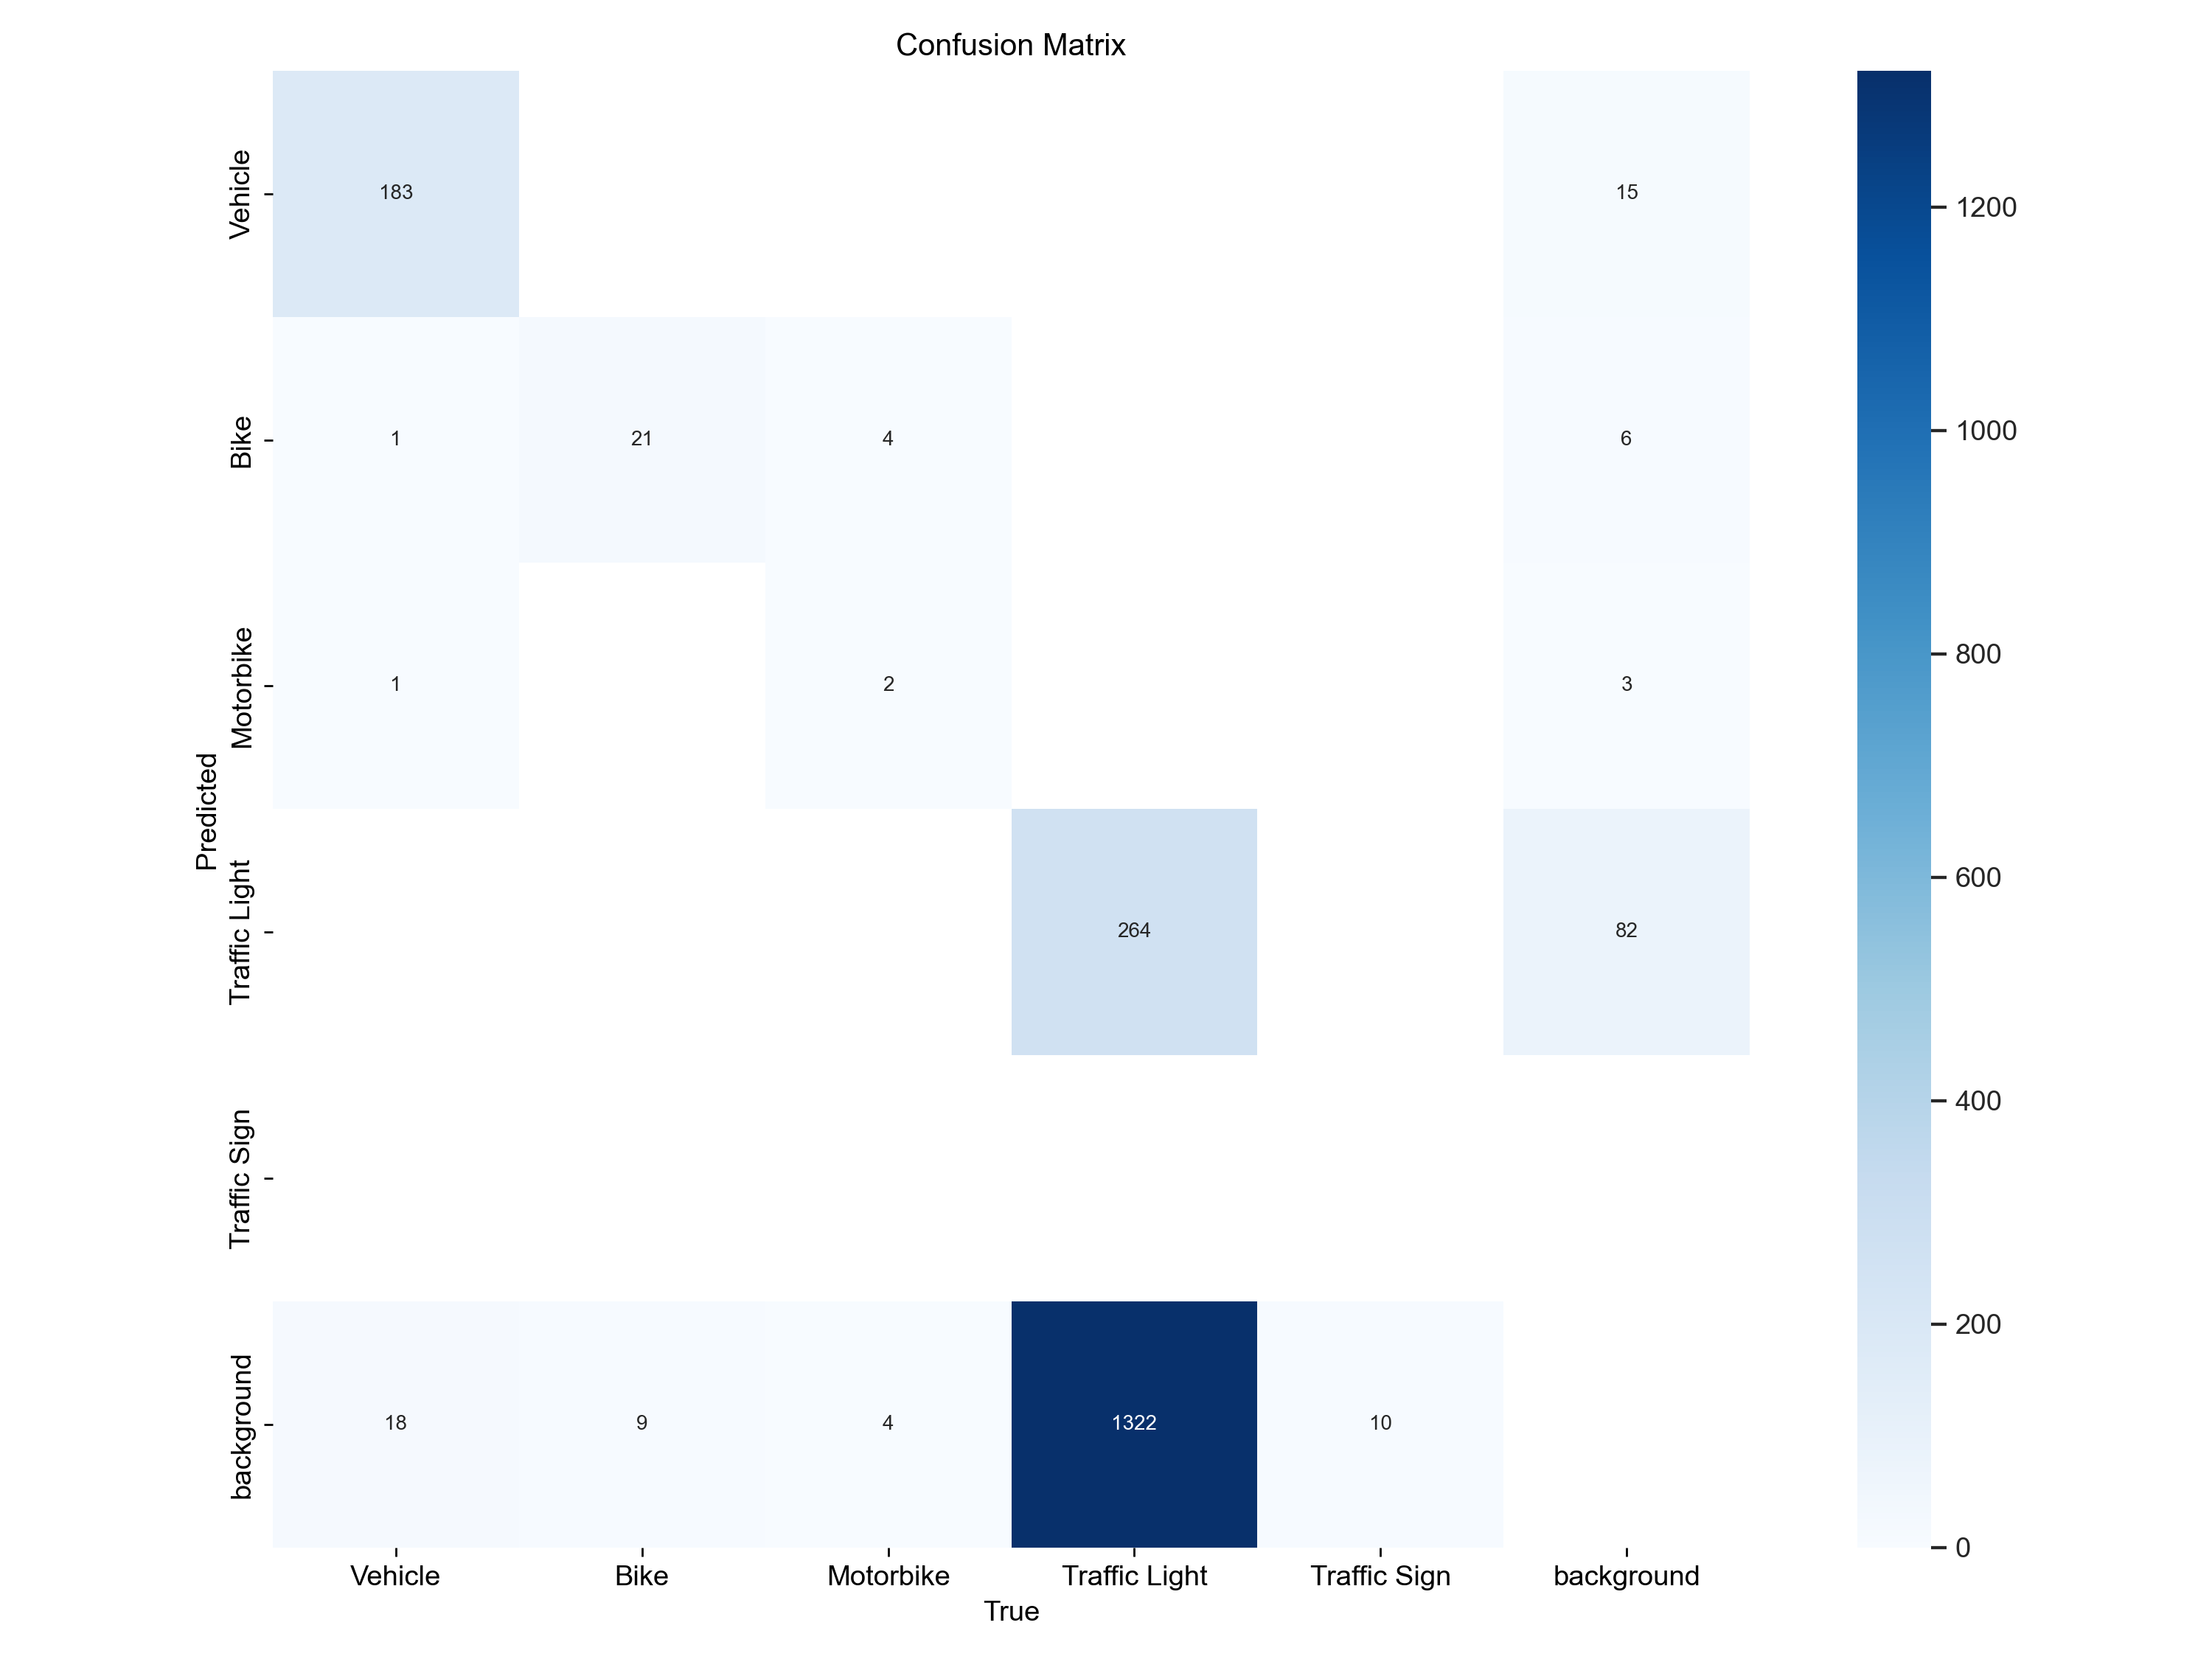 Confusion Matrix
Vehicle
183
15
1200
Bike
1
21
4
6
1000
Motorbike
1
2
3
800
Predicted
Traffic Light
264
82
600
Traffic Sign
400
background
18
9
4
1322
10
200
0
Vehicle
Bike
Motorbike
Traffic Light
Traffic Sign
background
True